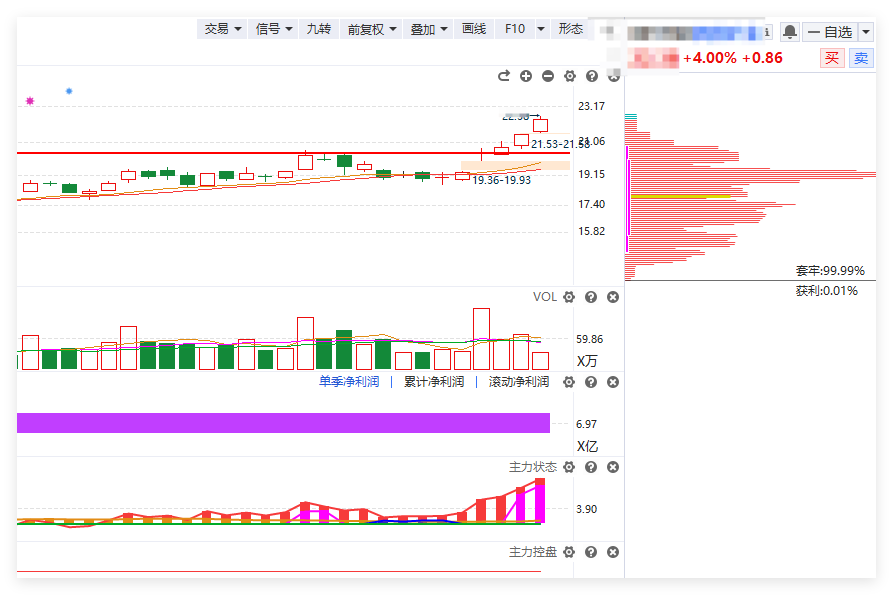 交易 信号 九转 前复权 叠加 画线 F10 形态 自选
+4.00% +0.86 买 卖
23.17
22.38
21.06
21.53-21.58
19.15
19.36-19.93
17.40
15.82
套牢:99.99%
获利:0.01%
VOL
59.86
X万
单季净利润 | 累计净利润 | 滚动净利润
6.97
X亿
主力状态
3.90
主力控盘